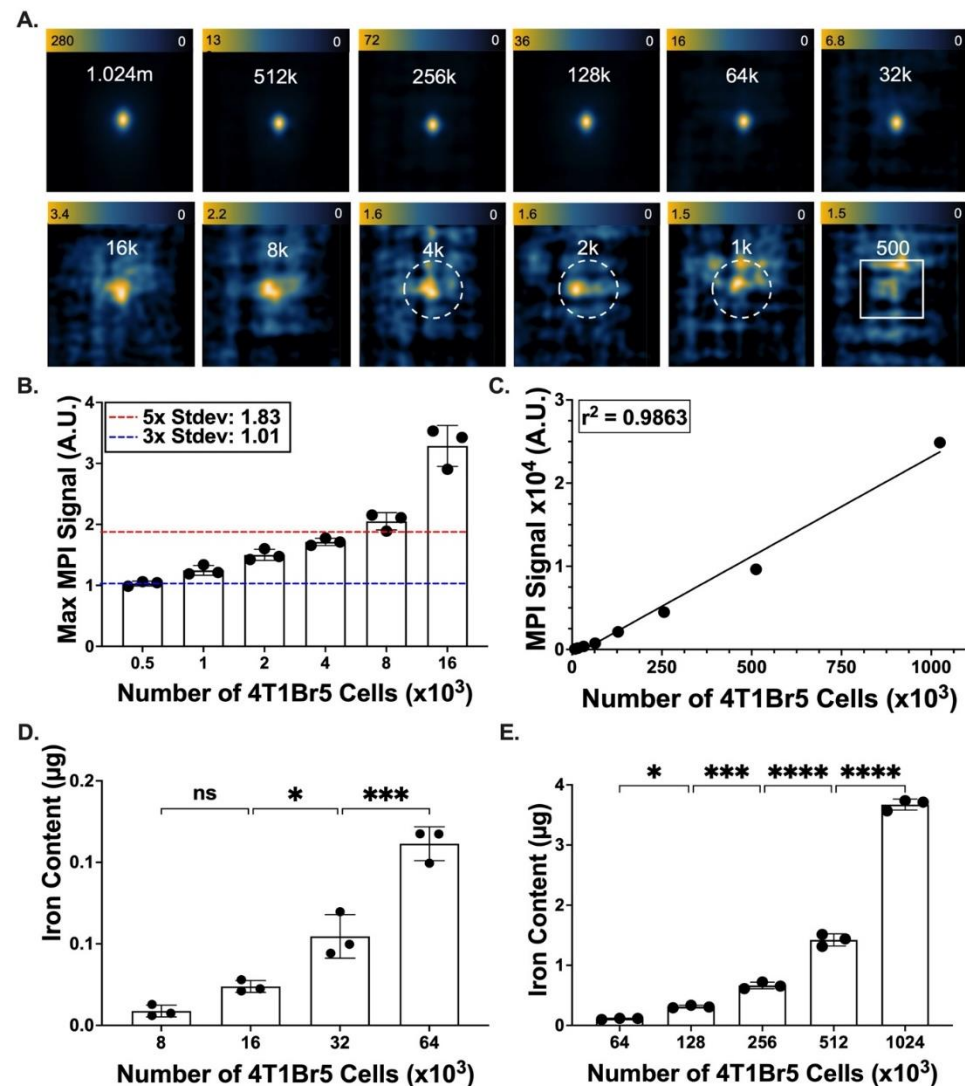 A.
280 0 13 0 72 0 36 0 16 0 6.8 0
1.024m 512k 256k 128k 64k 32k
3.4 0 2.2 0 1.6 0 1.6 0 1.5 0 1.5 0
16k 8k 4k 2k 1k 500
B.
5x Stdev: 1.83
3x Stdev: 1.01
Max MPI Signal (A.U.)
4
3
2
1
0
0.5 1 2 4 8 16
Number of 4T1Br5 Cells (x10³)
C.
r² = 0.9863
MPI Signal x10⁴ (A.U.)
3
2
1
0
0 250 500 750 1000
Number of 4T1Br5 Cells (x10³)
D.
ns * ***
Iron Content (µg)
0.2
0.1
0.1
0.0
8 16 32 64
Number of 4T1Br5 Cells (x10³)
E.
* *** **** ****
Iron Content (µg)
4
3
2
1
0
64 128 256 512 1024
Number of 4T1Br5 Cells (x10³)